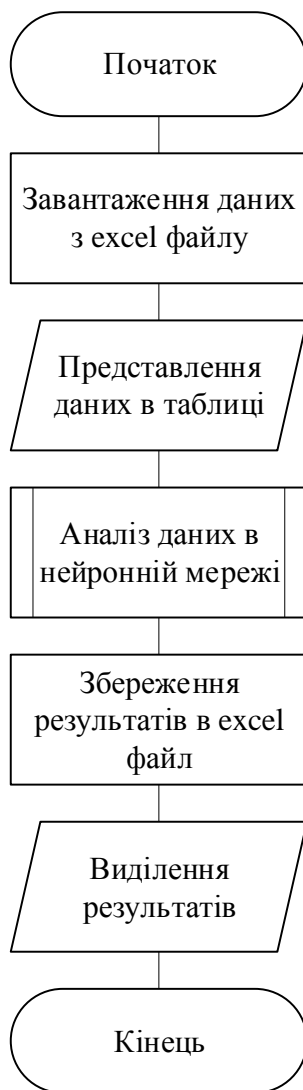 Початок
Завантаження даних
з excel файлу
Представлення
даних в таблиці
Аналіз даних в
нейронній мережі
Збереження
результатів в excel
файл
Виділення
результатів
Кінець